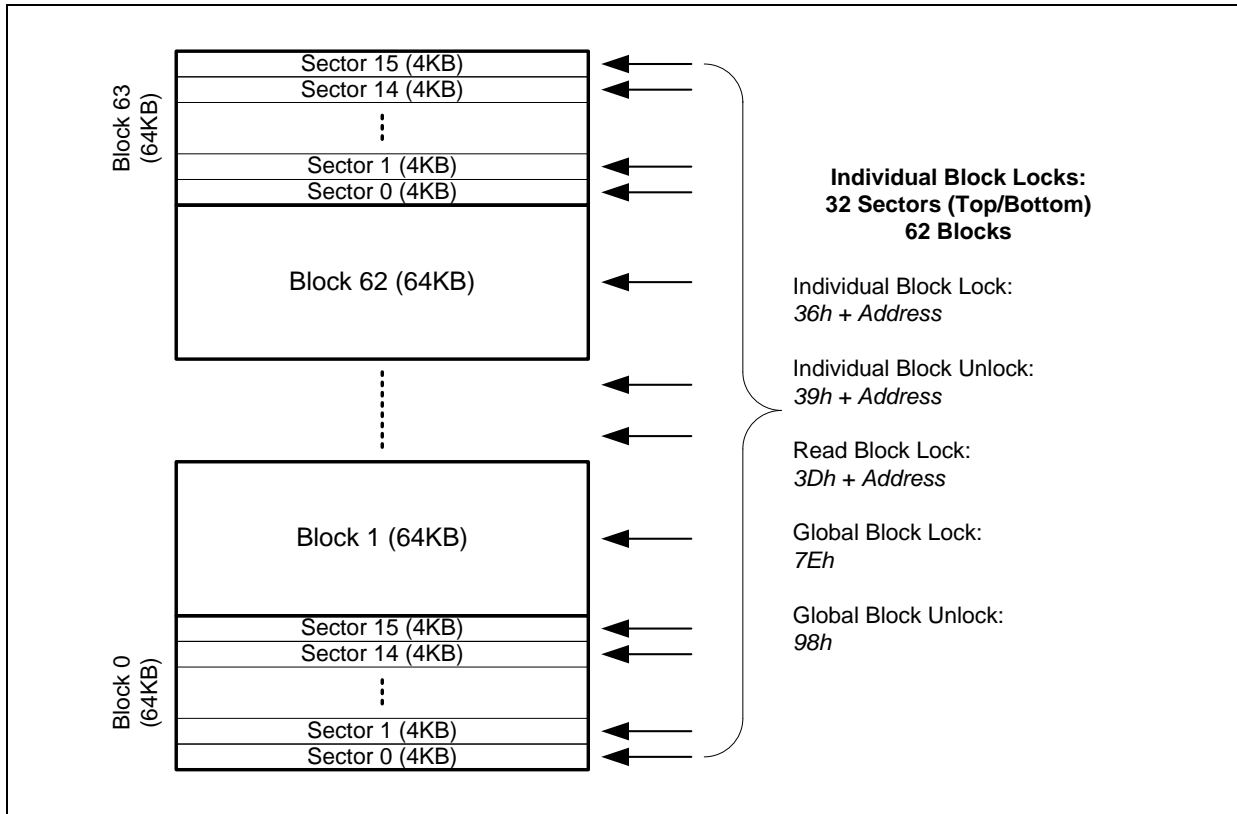 Block 63
(64KB)
Sector 15 (4KB)
Sector 14 (4KB)
Sector 1 (4KB)
Sector 0 (4KB)
Block 62 (64KB)
Block 1 (64KB)
Block 0
(64KB)
Sector 15 (4KB)
Sector 14 (4KB)
Sector 1 (4KB)
Sector 0 (4KB)
Individual Block Locks:
32 Sectors (Top/Bottom)
62 Blocks
Individual Block Lock:
36h + Address
Individual Block Unlock:
39h + Address
Read Block Lock:
3Dh + Address
Global Block Lock:
7Eh
Global Block Unlock:
98h